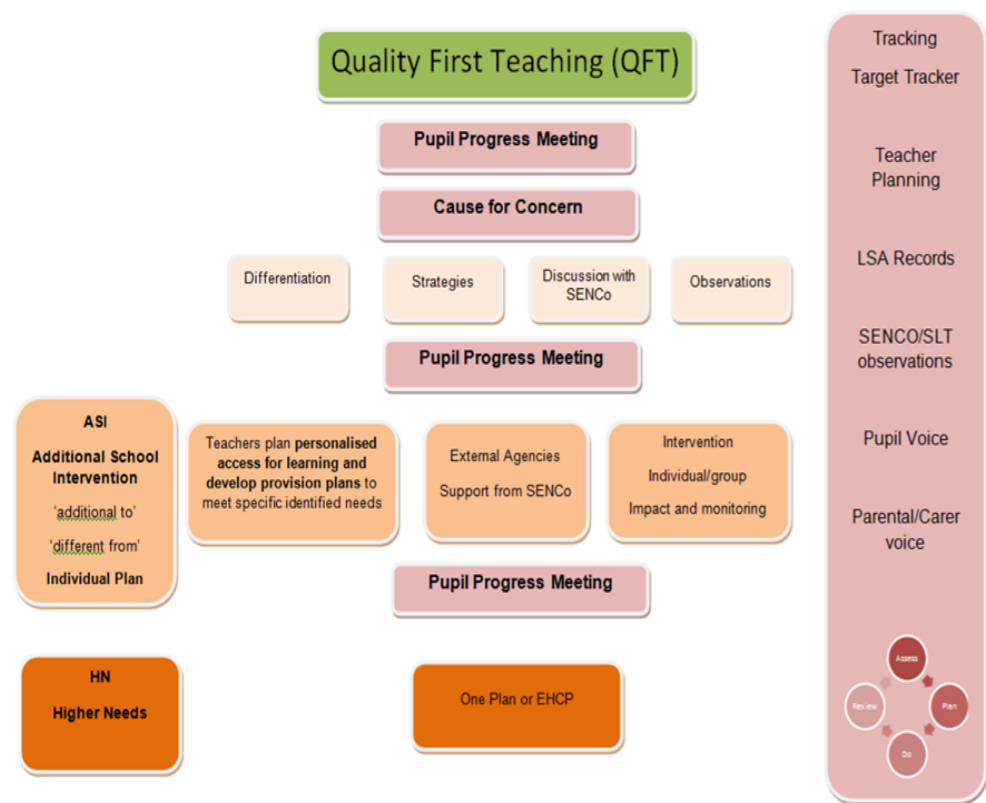 Quality First Teaching (QFT)
Pupil Progress Meeting
Cause for Concern
Differentiation
Strategies
Discussion with
SENCo
Observations
Pupil Progress Meeting
ASI
Additional School
Intervention
'additional to'
'different from'
Individual Plan
Teachers plan personalised
access for learning and
develop provision plans to
meet specific identified needs
External Agencies
Support from SENCo
Intervention
Individual/group
Impact and monitoring
Pupil Progress Meeting
HN
Higher Needs
One Plan or EHCP
Tracking
Target Tracker
Teacher
Planning
LSA Records
SENCO/SLT
observations
Pupil Voice
Parental/Carer
voice
Assess
Plan
Do
Review